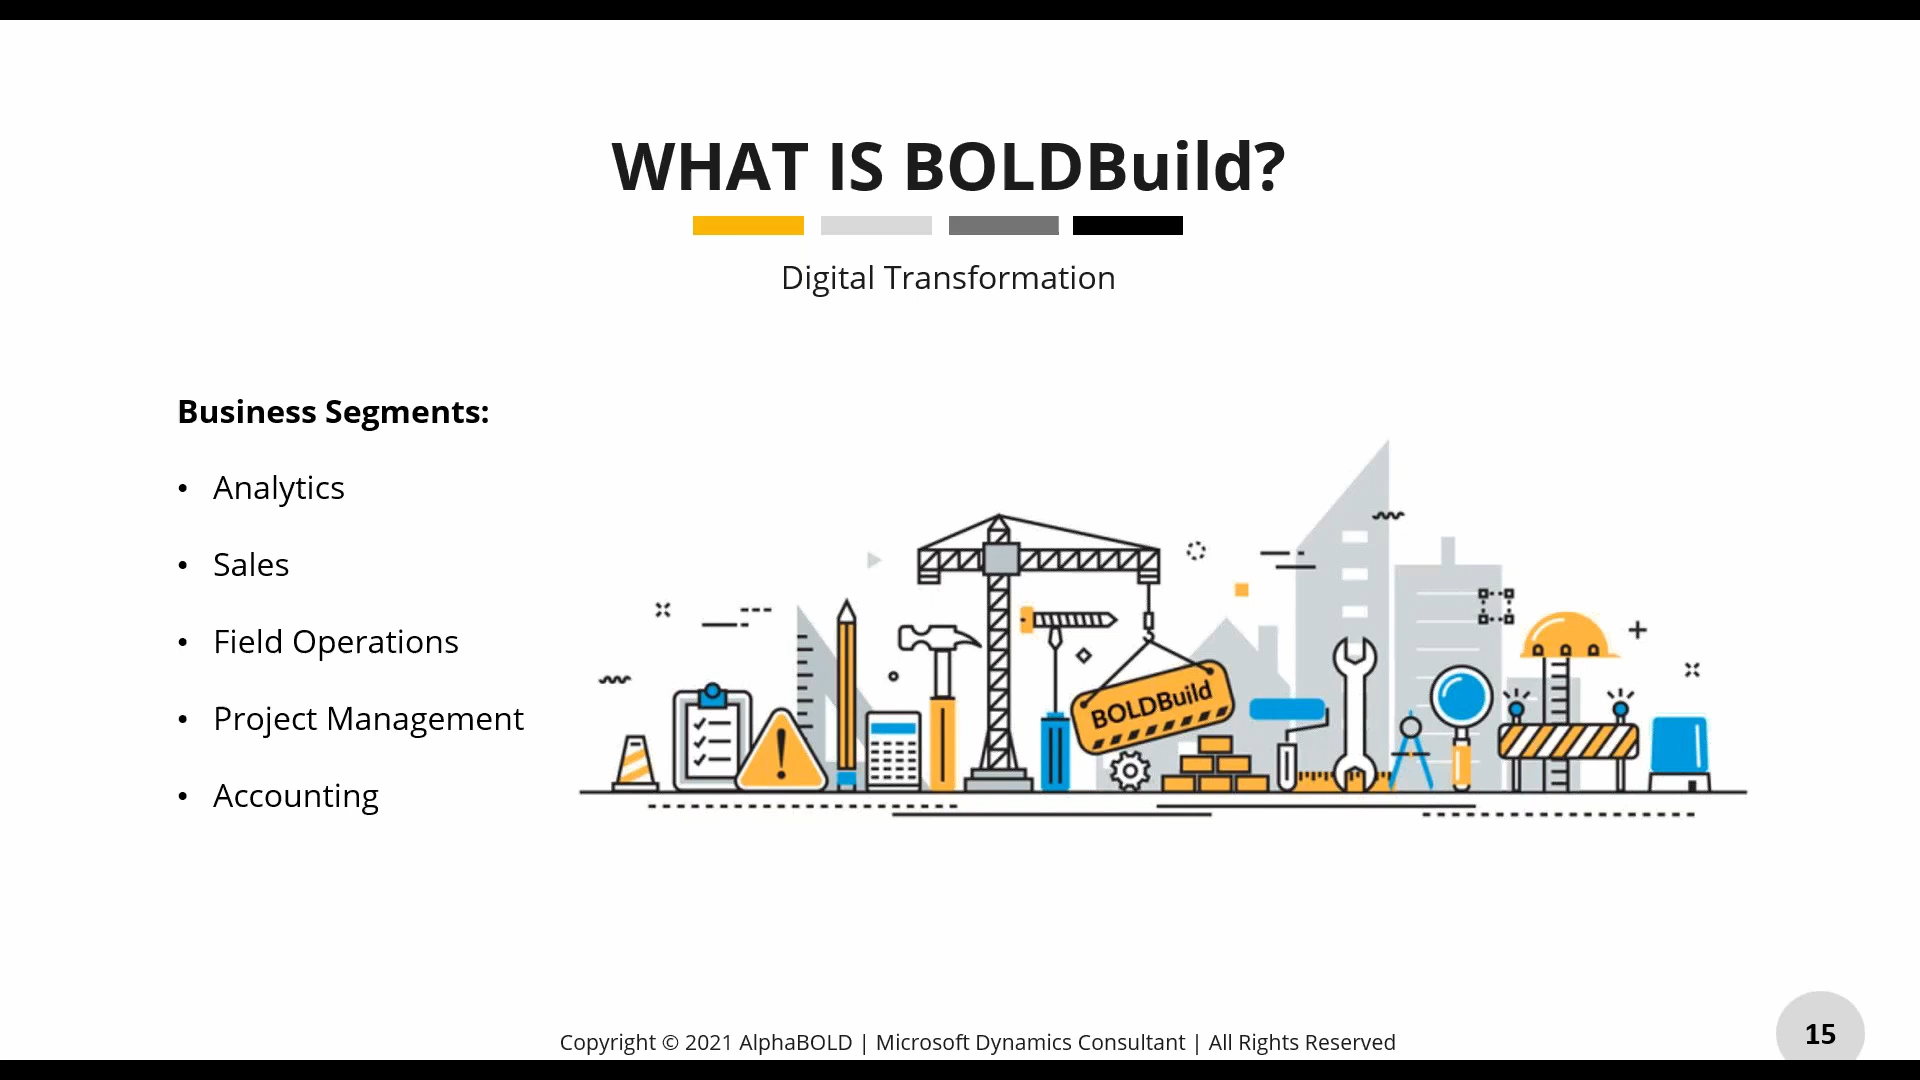 WHAT IS BOLDBuild?
Digital Transformation
Business Segments:
• Analytics
• Sales
• Field Operations
• Project Management
• Accounting
BOLDBuild
Copyright © 2021 AlphaBOLD | Microsoft Dynamics Consultant | All Rights Reserved
15